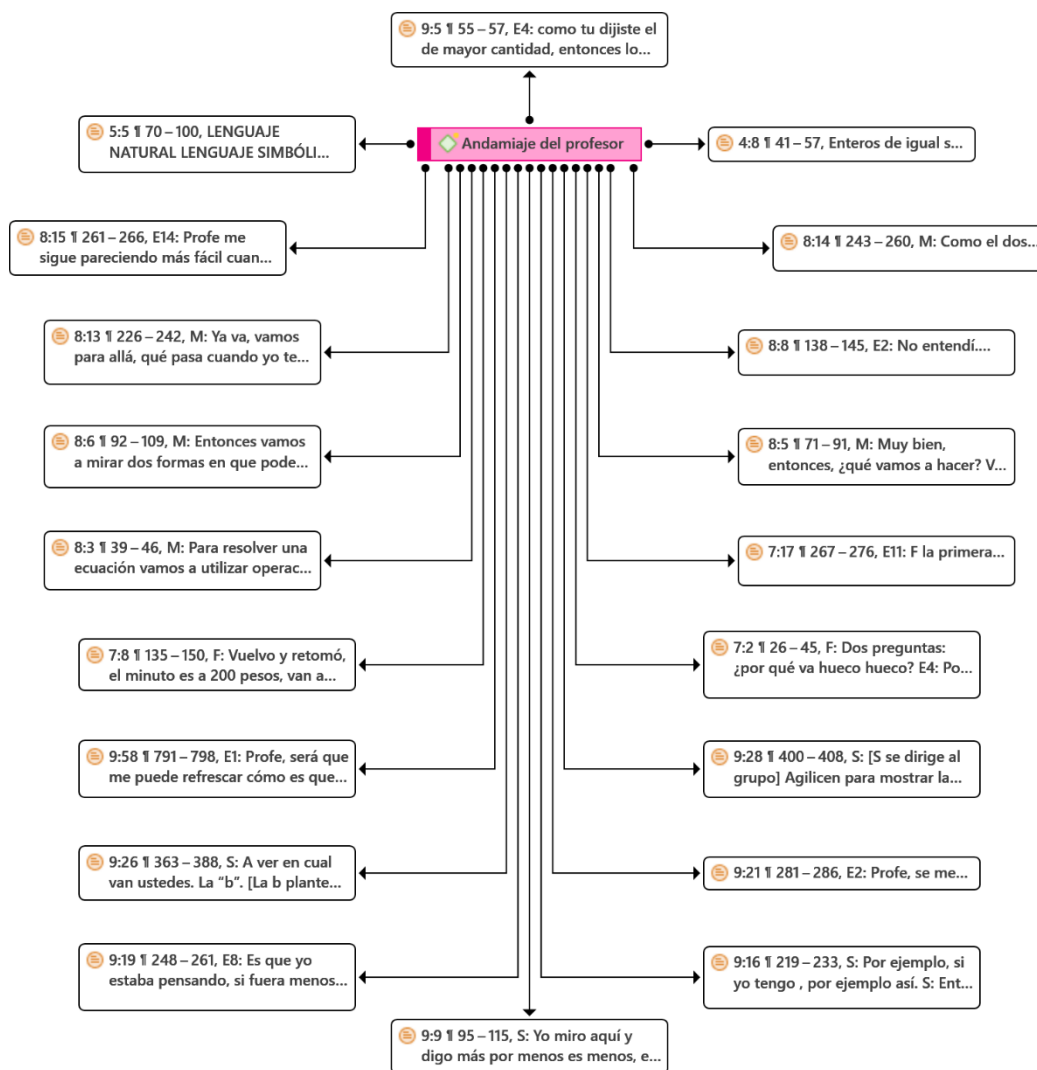 9:5 ¶ 55 – 57, E4: como tu dijiste el
de mayor cantidad, entonces lo...
5:5 ¶ 70 – 100, LENGUAJE
NATURAL LENGUAJE SIMBÓLI...
Andamiaje del profesor
4:8 ¶ 41 – 57, Enteros de igual s...
8:15 ¶ 261 – 266, E14: Profe me
sigue pareciendo más fácil cuan...
8:14 ¶ 243 – 260, M: Como el dos...
8:13 ¶ 226 – 242, M: Ya va, vamos
para allá, qué pasa cuando yo te...
8:8 ¶ 138 – 145, E2: No entendí....
8:6 ¶ 92 – 109, M: Entonces vamos
a mirar dos formas en que pode...
8:5 ¶ 71 – 91, M: Muy bien,
entonces, ¿qué vamos a hacer? V...
8:3 ¶ 39 – 46, M: Para resolver una
ecuación vamos a utilizar operac...
7:17 ¶ 267 – 276, E11: F la primera...
7:8 ¶ 135 – 150, F: Vuelvo y retomó,
el minuto es a 200 pesos, van a...
7:2 ¶ 26 – 45, F: Dos preguntas:
¿por qué va hueco hueco? E4: Po...
9:58 ¶ 791 – 798, E1: Profe, será que
me puede refrescar cómo es que...
9:28 ¶ 400 – 408, S: [S se dirige al
grupo] Agilicen para mostrar la...
9:26 ¶ 363 – 388, S: A ver en cual
van ustedes. La “b”. [La b plante...
9:21 ¶ 281 – 286, E2: Profe, se me...
9:19 ¶ 248 – 261, E8: Es que yo
estaba pensando, si fuera menos...
9:16 ¶ 219 – 233, S: Por ejemplo, si
yo tengo , por ejemplo así. S: Ent...
9:9 ¶ 95 – 115, S: Yo miro aquí y
digo más por menos es menos, e...